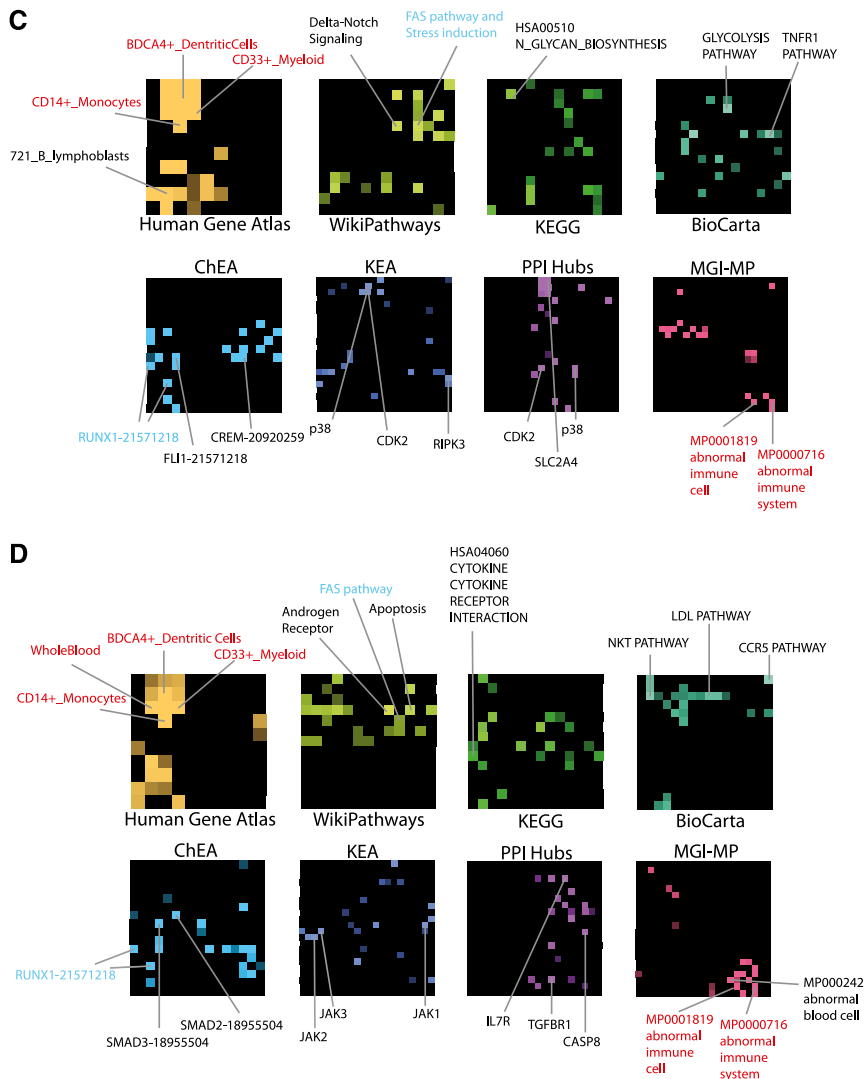 C
BDCA4+_DentriticCells
CD33+_Myeloid
CD14+_Monocytes
721_B_lymphoblasts
Human Gene Atlas
Delta-Notch
Signaling
FAS pathway and
Stress induction
WikiPathways
HSA00510
N_GLYCAN_BIOSYNTHESIS
KEGG
GLYCOLYSIS
PATHWAY
TNFR1
PATHWAY
BioCarta
ChEA
RUNX1-21571218
FLI1-21571218
CREM-20920259
KEA
p38
CDK2
RIPK3
PPI Hubs
CDK2
SLC2A4
p38
MGI-MP
MP0001819
abnormal
immune
cell
MP0000716
abnormal
immune
system
D
WholeBlood
BDCA4+_Dentritic Cells
CD33+_Myeloid
CD14+_Monocytes
Human Gene Atlas
Androgen
Receptor
FAS pathway
Apoptosis
WikiPathways
HSA04060
CYTOKINE
CYTOKINE
RECEPTOR
INTERACTION
KEGG
NKT PATHWAY
LDL PATHWAY
CCR5 PATHWAY
BioCarta
ChEA
RUNX1-21571218
SMAD3-18955504
SMAD2-18955504
KEA
JAK2
JAK3
JAK1
PPI Hubs
IL7R
TGFBR1
CASP8
MGI-MP
MP0001819
abnormal
immune
cell
MP0000716
abnormal
immune
system
MP000242
abnormal
blood cell